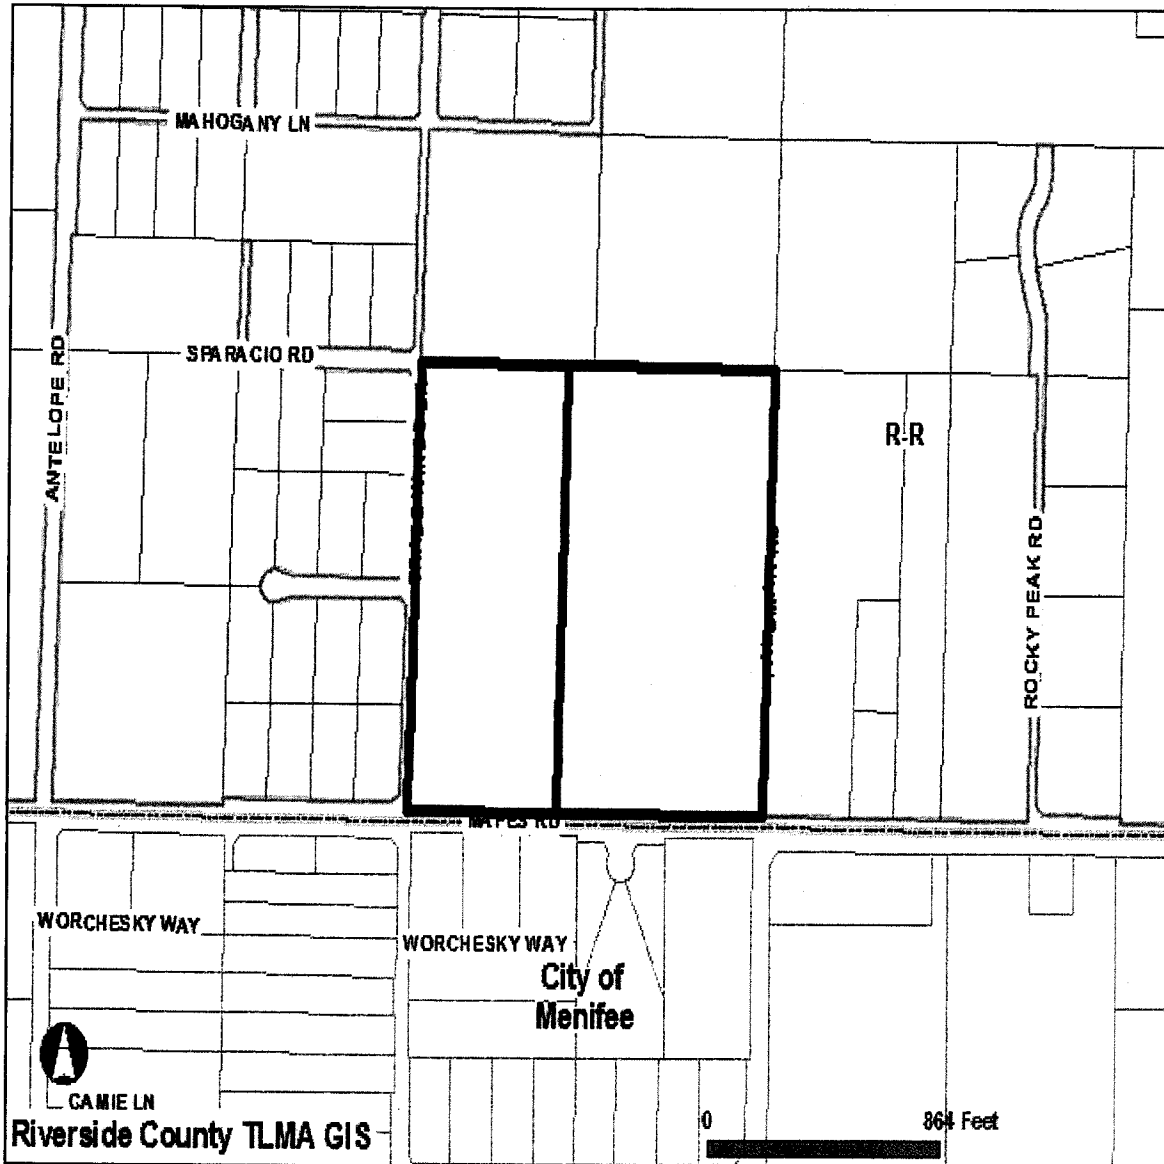 MAHOGANY LN
SPARACIO RD
ANTELOPE RD
R-R
ROCKY PEAK RD
MAPES RD
WORCHESKY WAY
WORCHESKY WAY
City of
Menifee
CAMIE LN
0
864 Feet
Riverside County TLMA GIS